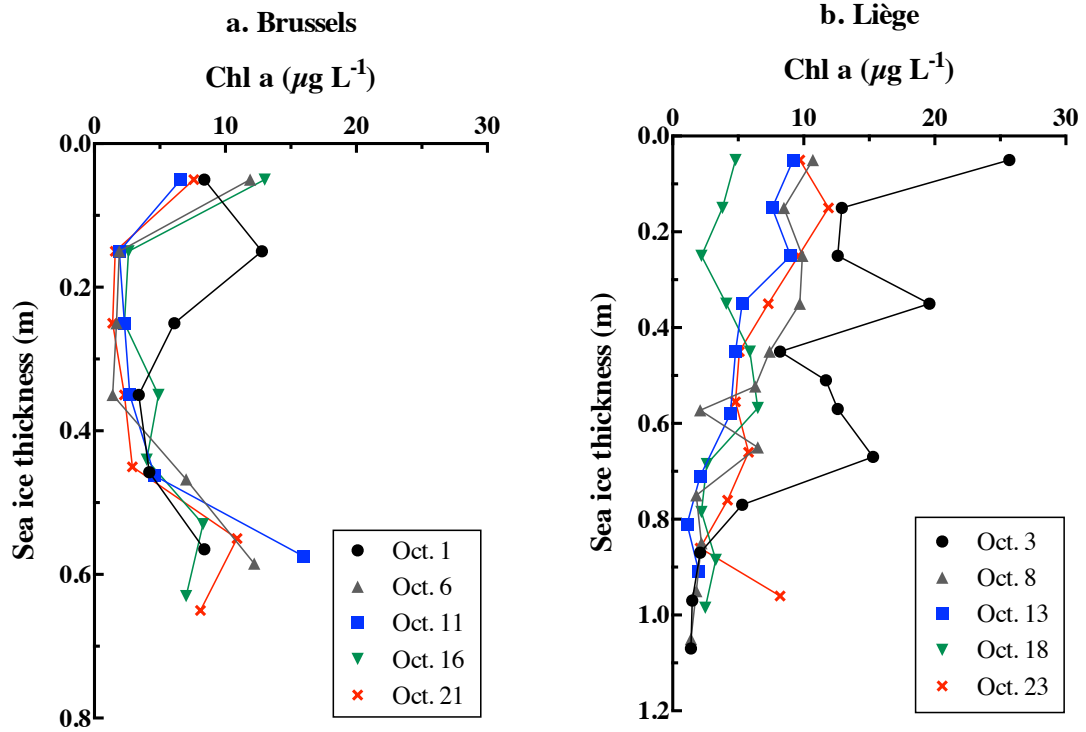 a. Brussels
Chl a (µg L-1)
0 10 20 30
0.0
0.2
0.4
0.6
0.8
Sea ice thickness (m)
Oct. 1
Oct. 6
Oct. 11
Oct. 16
Oct. 21
b. Liège
Chl a (µg L-1)
0 10 20 30
0.0
0.2
0.4
0.6
0.8
1.0
1.2
Sea ice thickness (m)
Oct. 3
Oct. 8
Oct. 13
Oct. 18
Oct. 23